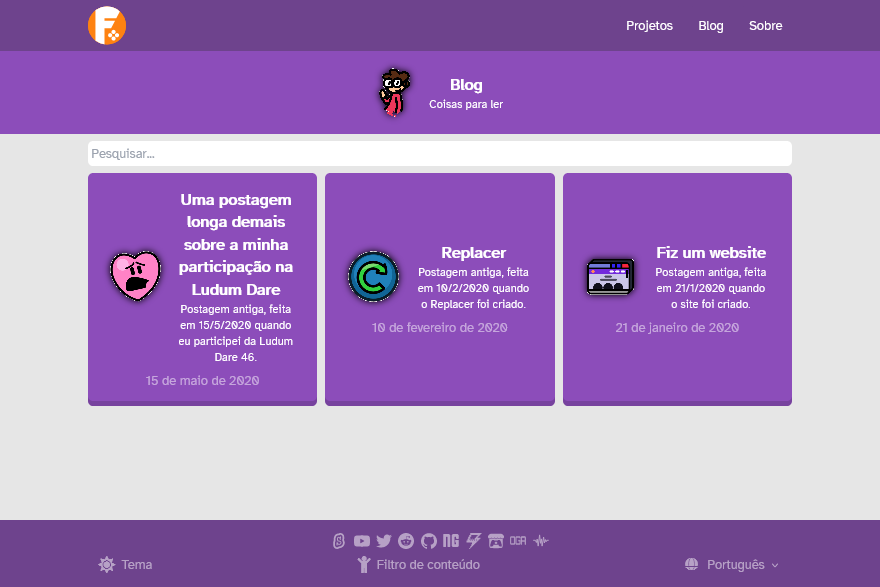 Projetos Blog Sobre
Blog
Coisas para ler
Pesquisar...
Uma postagem
longa demais
sobre a minha
participação na
Ludum Dare
Postagem antiga, feita
em 15/5/2020 quando
eu participei da Ludum
Dare 46.
15 de maio de 2020
Replacer
Postagem antiga, feita
em 10/2/2020 quando
o Replacer foi criado.
10 de fevereiro de 2020
Fiz um website
Postagem antiga, feita
em 21/1/2020 quando
o site foi criado.
21 de janeiro de 2020
NG OGA
Tema Filtro de conteúdo Português